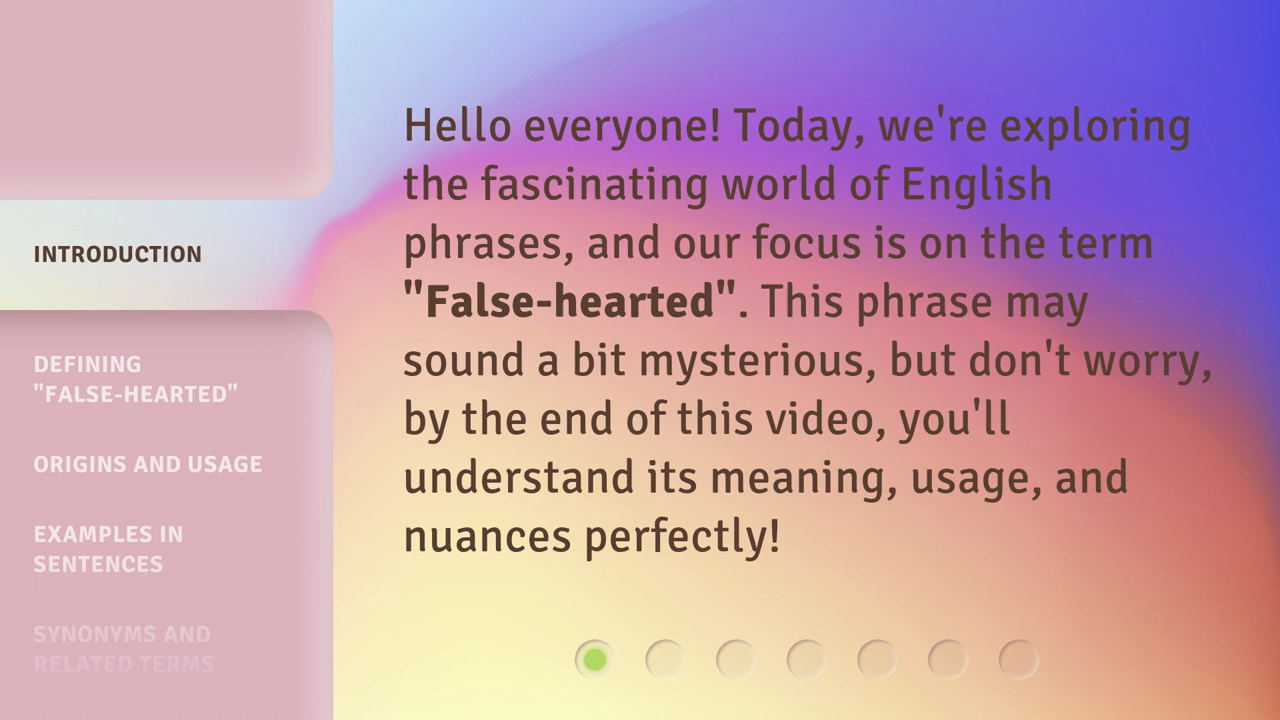 INTRODUCTION
DEFINING
"FALSE-HEARTED"
ORIGINS AND USAGE
EXAMPLES IN
SENTENCES
SYNONYMS AND
RELATED TERMS
Hello everyone! Today, we're exploring
the fascinating world of English
phrases, and our focus is on the term
"False-hearted". This phrase may
sound a bit mysterious, but don't worry,
by the end of this video, you'll
understand its meaning, usage, and
nuances perfectly!